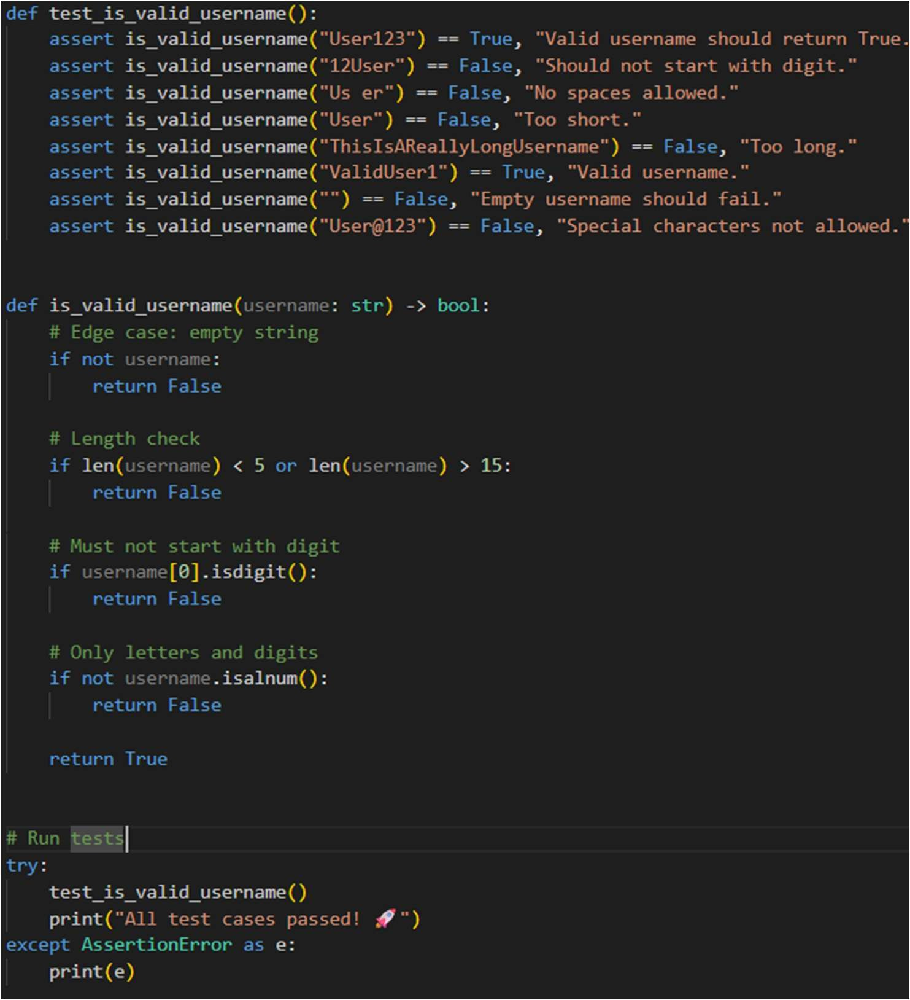 def test_is_valid_username():
    assert is_valid_username("User123") == True, "Valid username should return True.
    assert is_valid_username("12User") == False, "Should not start with digit."
    assert is_valid_username("Us er") == False, "No spaces allowed."
    assert is_valid_username("User") == False, "Too short."
    assert is_valid_username("ThisIsAReallyLongUsername") == False, "Too long."
    assert is_valid_username("ValidUser1") == True, "Valid username."
    assert is_valid_username("") == False, "Empty username should fail."
    assert is_valid_username("User@123") == False, "Special characters not allowed."
def is_valid_username(username: str) -> bool:
    # Edge case: empty string
    if not username:
        return False
    # Length check
    if len(username) < 5 or len(username) > 15:
        return False
    # Must not start with digit
    if username[0].isdigit():
        return False
    # Only letters and digits
    if not username.isalnum():
        return False
    return True
# Run tests
try:
    test_is_valid_username()
    print("All test cases passed! 🚀")
except AssertionError as e:
    print(e)